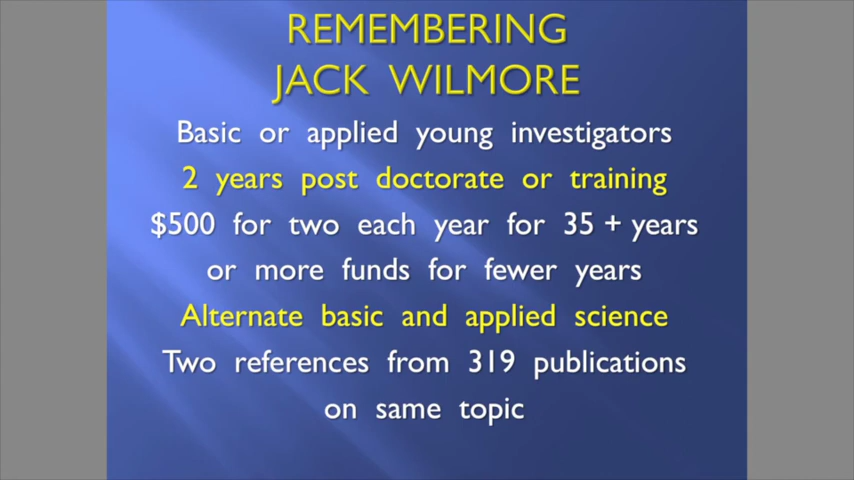 REMEMBERING
JACK WILMORE
Basic or applied young investigators
2 years post doctorate or training
$500 for two each year for 35 + years
or more funds for fewer years
Alternate basic and applied science
Two references from 319 publications
on same topic